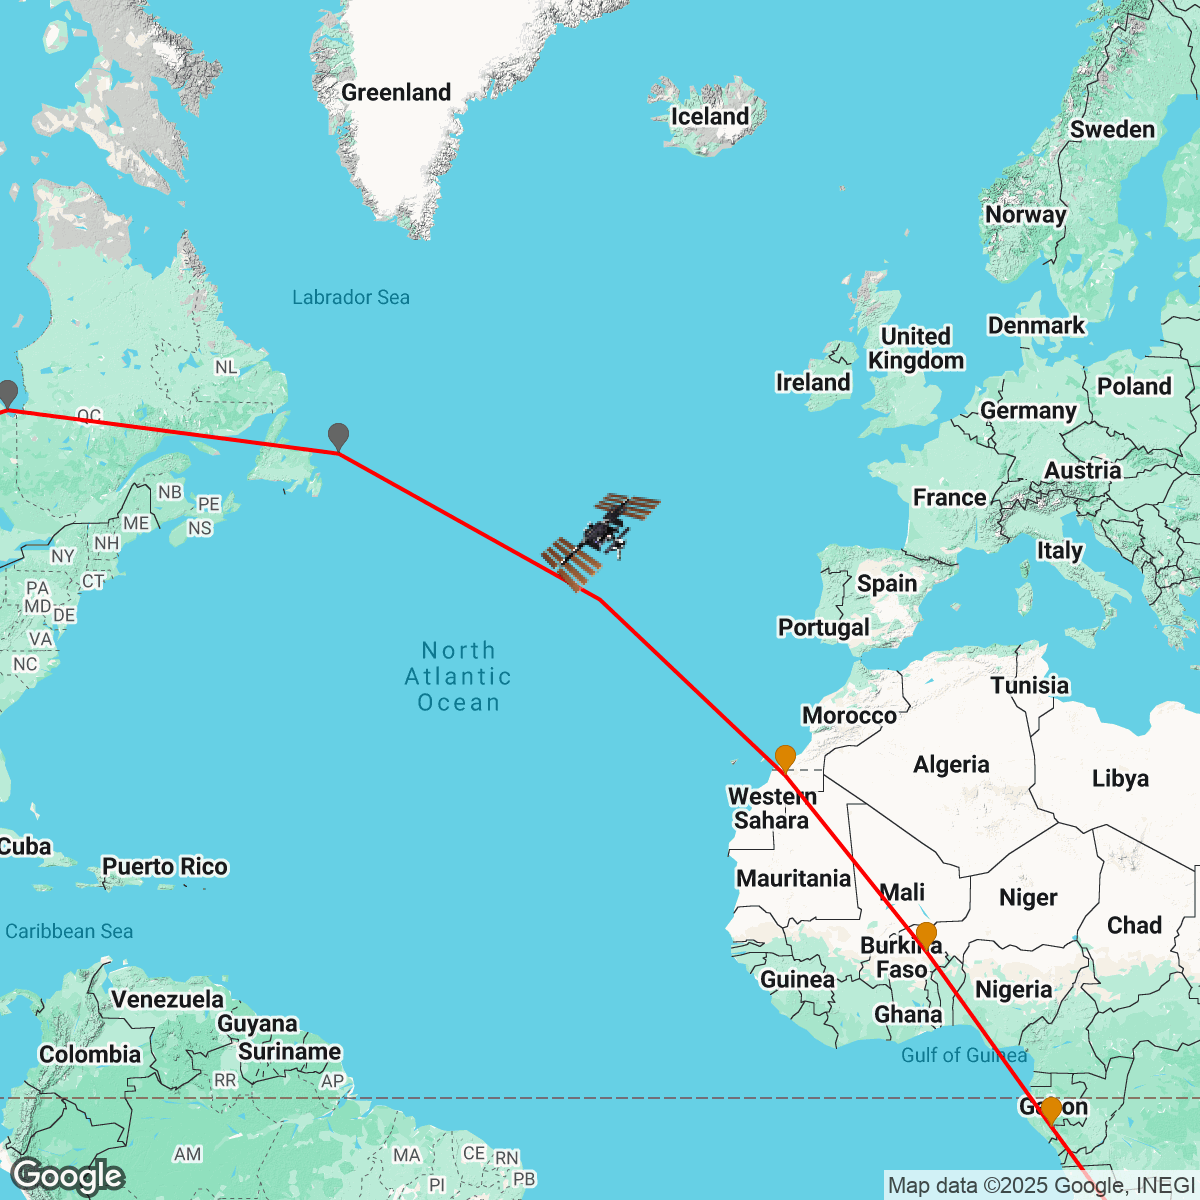 Greenland
Iceland
Sweden
Norway
Labrador Sea
Denmark
United
Kingdom
NL
Ireland
Poland
Germany
QC
Austria
France
NB
PE
ME
NS
NH
NY
Italy
CT
Spain
PA
MD
DE
Portugal
VA
North
Atlantic
Ocean
NC
Tunisia
Morocco
Algeria
Libya
Western
Sahara
Cuba
Puerto Rico
Mauritania
Mali
Niger
Chad
Caribbean Sea
Burkina
Faso
Guinea
Nigeria
Venezuela
Ghana
Guyana
Suriname
Colombia
Gulf of Guinea
RR
AP
Gabon
AM
MA
CE
RN
PI
PB
Google
Map data ©2025 Google, INEGI